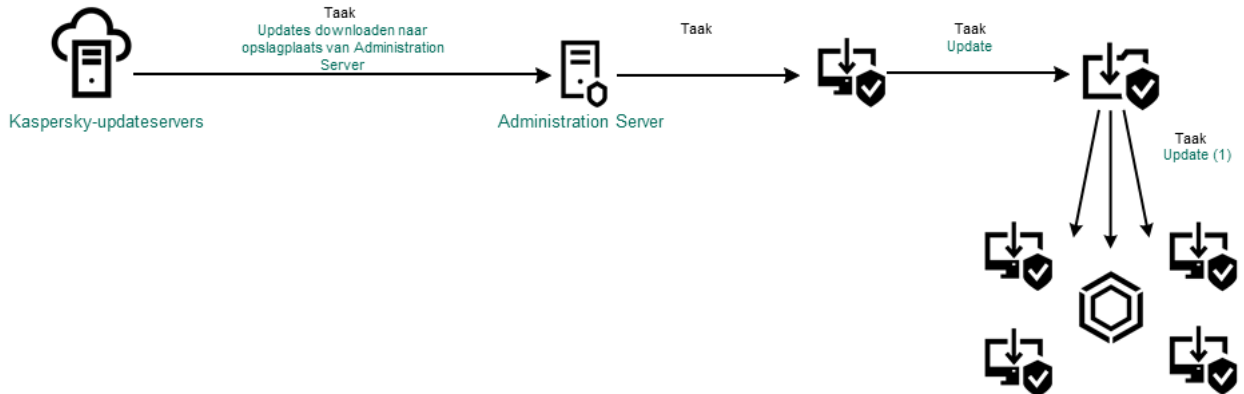 Taak
Updates downloaden naar
opslagplaats van Administration
Server
Kaspersky-updateservers
Administration Server
Taak
Taak
Update
Taak
Update (1)